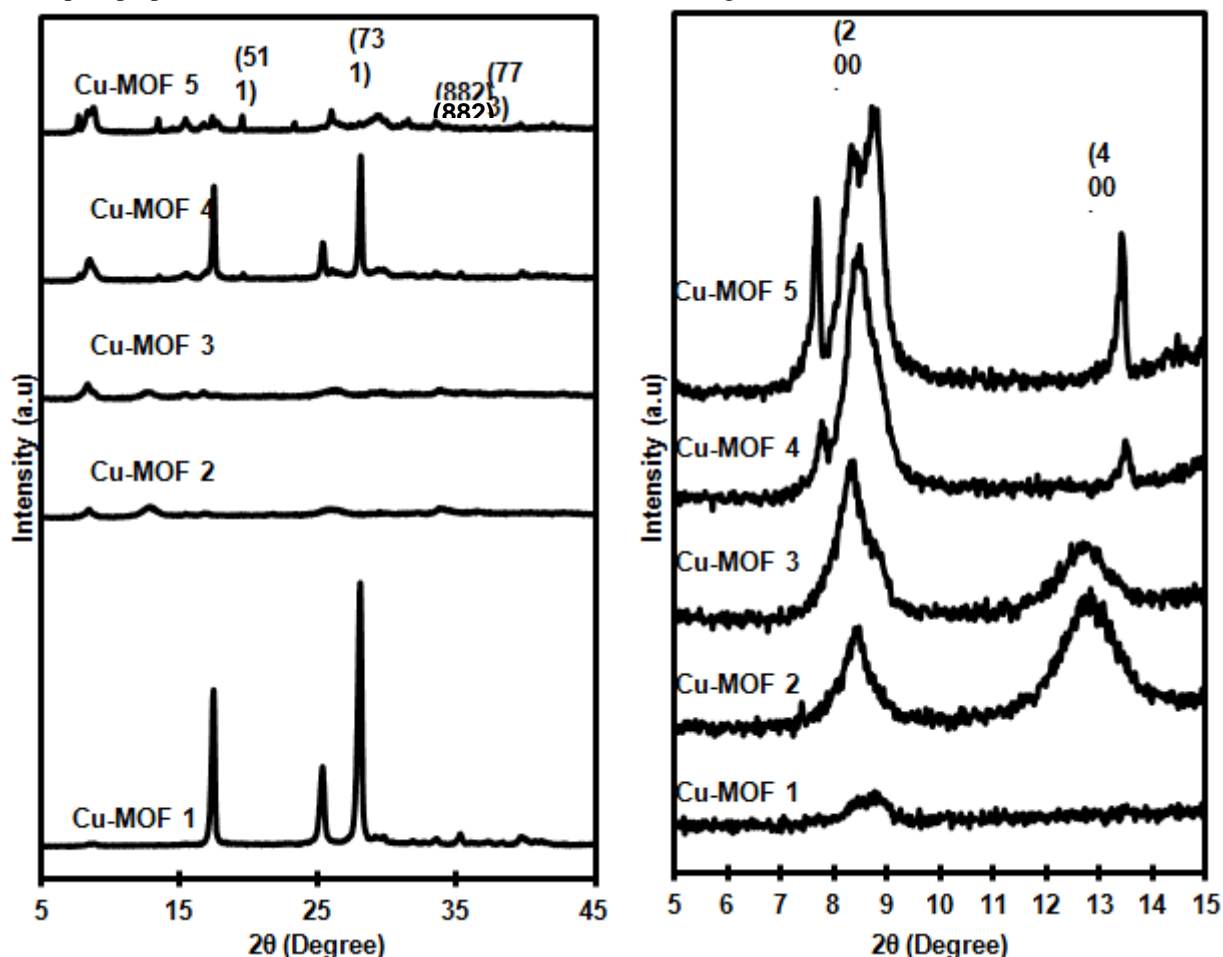 (51
1)
(73
1)
(77
3)
(882)
(882)
Cu-MOF 5
Cu-MOF 4
Cu-MOF 3
Cu-MOF 2
Cu-MOF 1
Intensity (a.u)
5 15 25 35 45
2θ (Degree)
(2
00
(4
00
Cu-MOF 5
Cu-MOF 4
Cu-MOF 3
Cu-MOF 2
Cu-MOF 1
Intensity (a.u)
5 6 7 8 9 10 11 12 13 14 15
2θ (Degree)